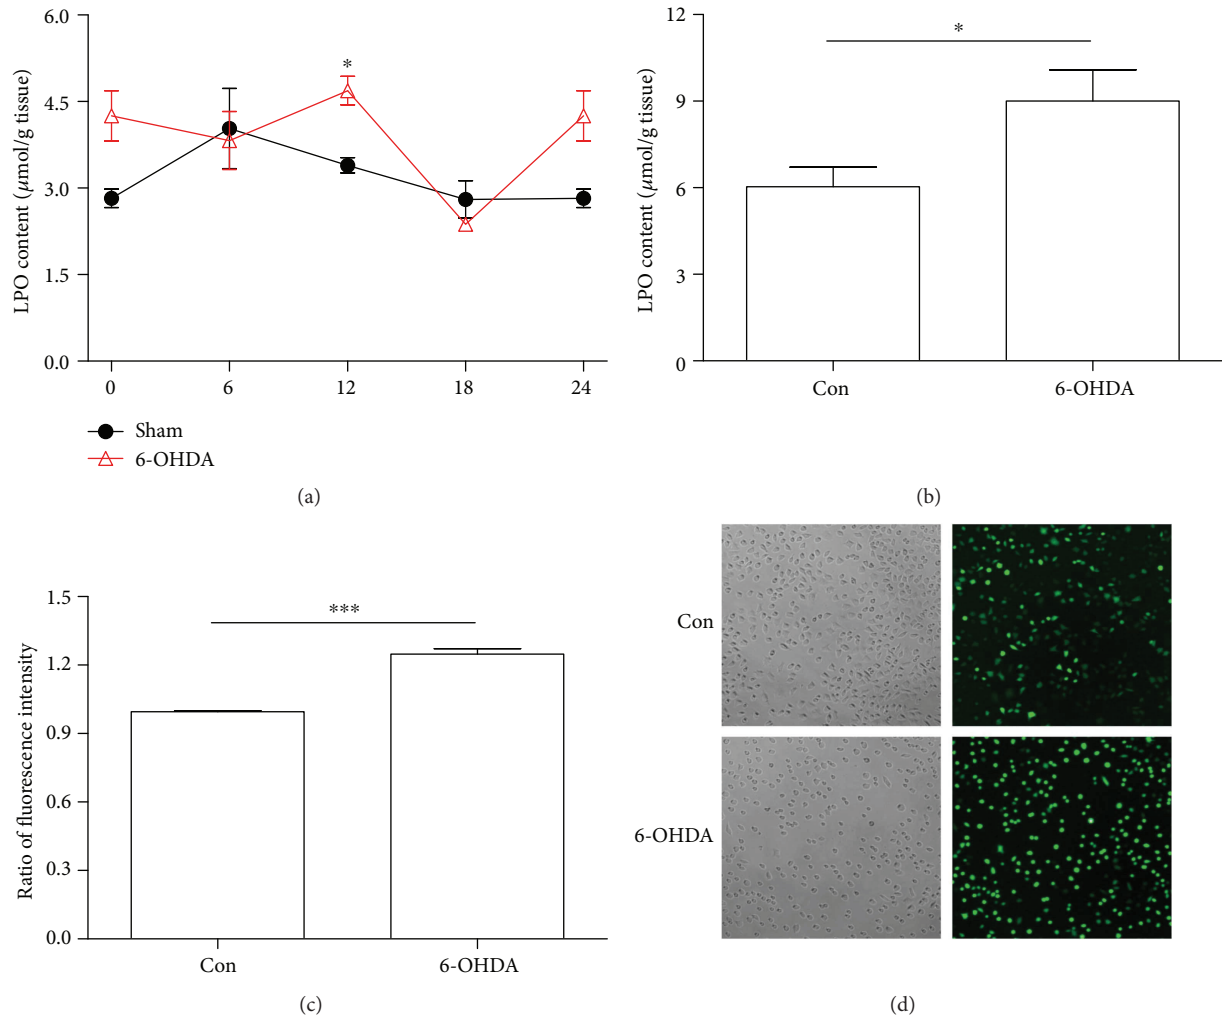 6.0
4.5
3.0
1.5
0.0
LPO content (μmol/g tissue)
*
0 6 12 18 24
Sham
6-OHDA
(a)
12
9
6
3
0
LPO content (μmol/g tissue)
*
Con 6-OHDA
(b)
1.5
1.2
0.9
0.6
0.3
0.0
Ratio of fluorescence intensity
***
Con 6-OHDA
(c)
Con
6-OHDA
(d)